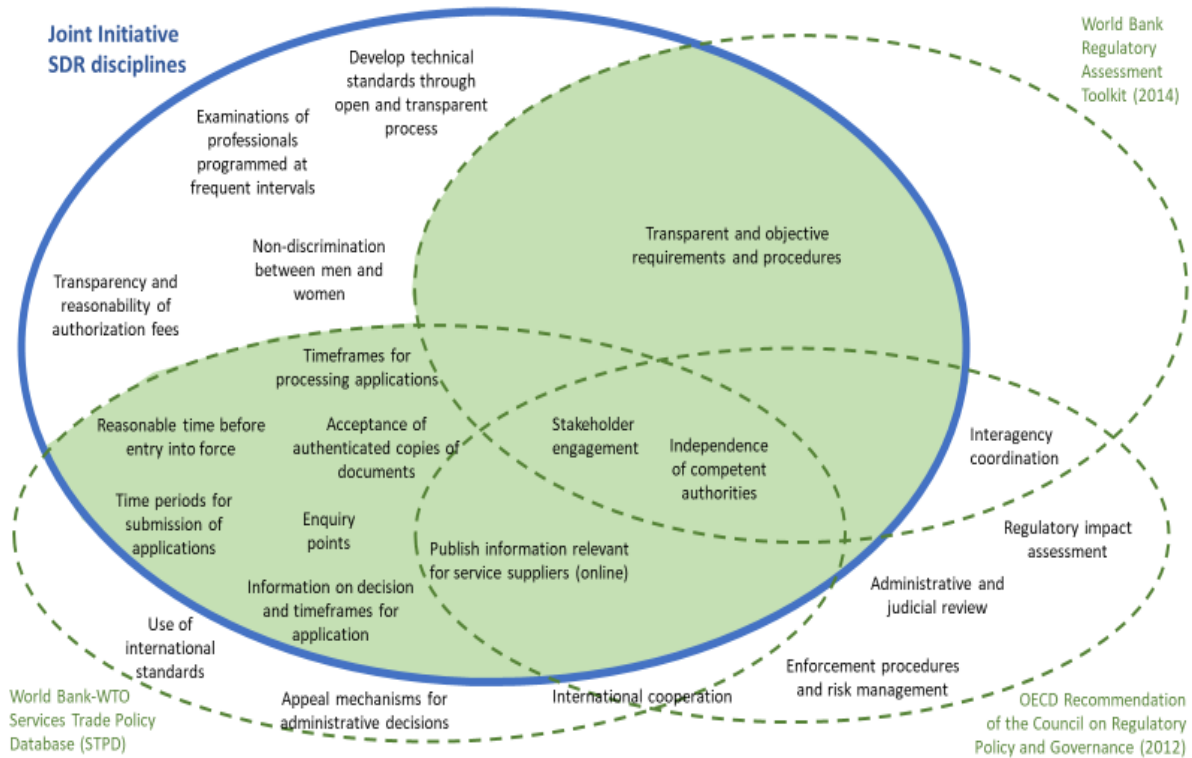 Joint Initiative
SDR disciplines
Develop technical
standards through
open and transparent
process
World Bank
Regulatory
Assessment
Toolkit (2014)
Examinations of
professionals
programmed at
frequent intervals
Non-discrimination
between men and
women
Transparent and objective
requirements and procedures
Transparency and
reasonability of
authorization fees
Timeframes for
processing applications
Reasonable time before
entry into force
Acceptance of
authenticated copies of
documents
Stakeholder
engagement
Independence
of competent
authorities
Interagency
coordination
Time periods for
submission of
applications
Enquiry
points
Publish information relevant
for service suppliers (online)
Regulatory impact
assessment
Information on decision
and timeframes for
application
Administrative and
judicial review
Use of
international
standards
Enforcement procedures
and risk management
Appeal mechanisms for
administrative decisions
International cooperation
World Bank-WTO
Services Trade Policy
Database (STPD)
OECD Recommendation
of the Council on Regulatory
Policy and Governance (2012)